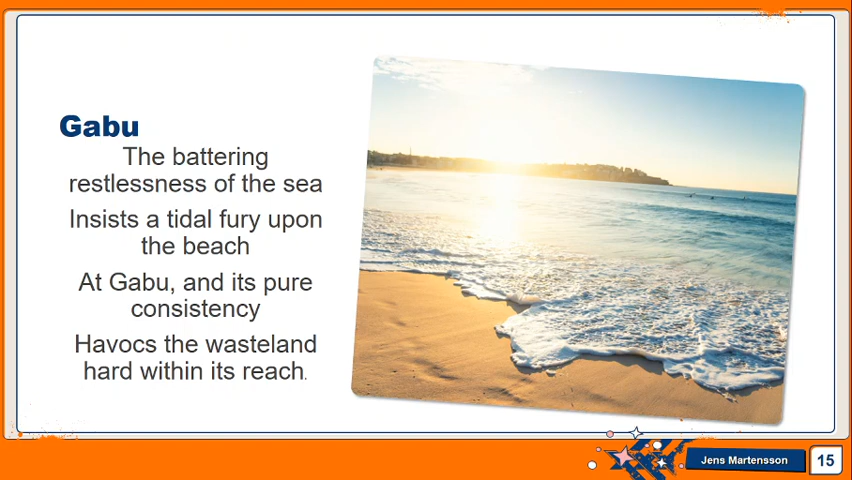 Gabu
The battering
restlessness of the sea
Insists a tidal fury upon
the beach
At Gabu, and its pure
consistency
Havocs the wasteland
hard within its reach.
Jens Martensson
15